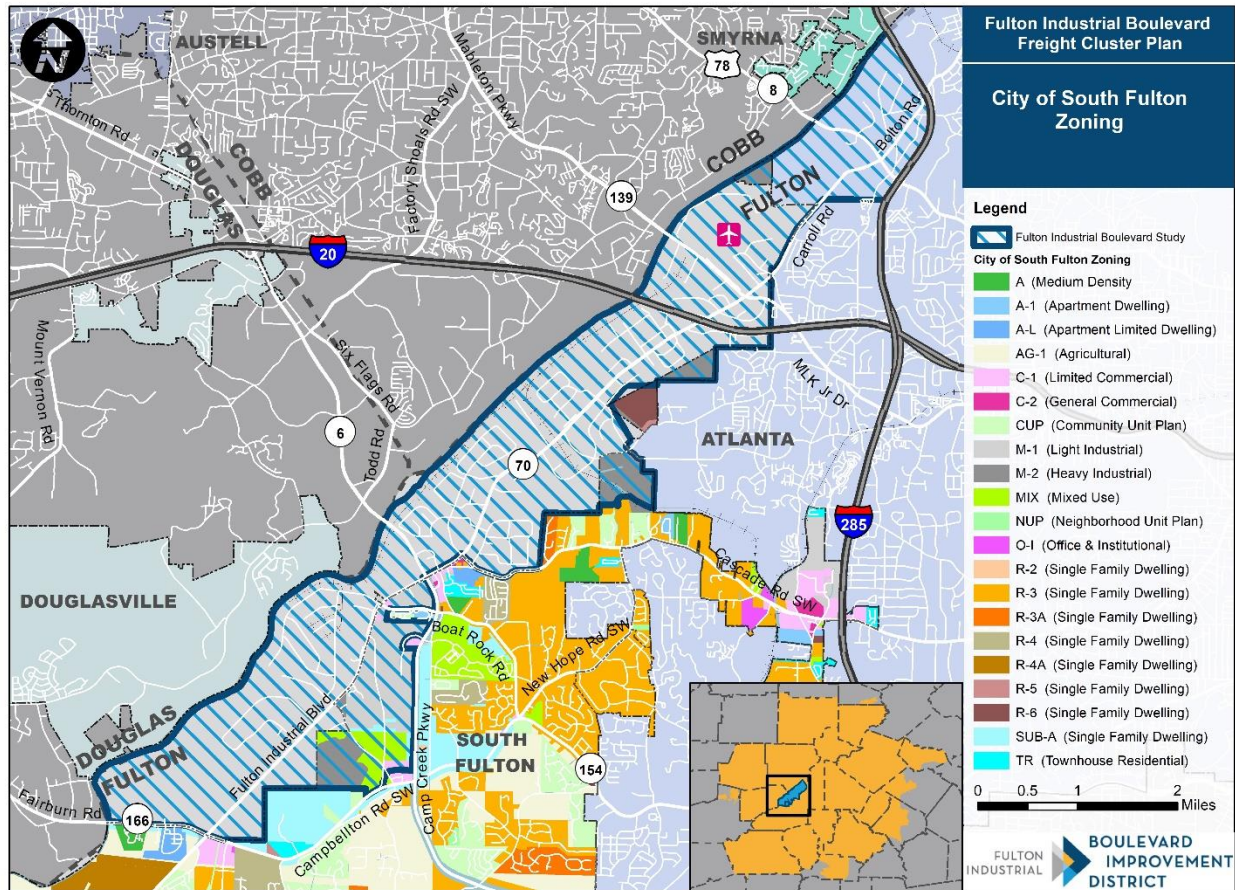 Fulton Industrial Boulevard
Freight Cluster Plan
City of South Fulton
Zoning
Legend
Fulton Industrial Boulevard Study
City of South Fulton Zoning
A (Medium Density
A-1 (Apartment Dwelling)
A-L (Apartment Limited Dwelling)
AG-1 (Agricultural)
C-1 (Limited Commercial)
C-2 (General Commercial)
CUP (Community Unit Plan)
M-1 (Light Industrial)
M-2 (Heavy Industrial)
MIX (Mixed Use)
NUP (Neighborhood Unit Plan)
O-I (Office & Institutional)
R-2 (Single Family Dwelling)
R-3 (Single Family Dwelling)
R-3A (Single Family Dwelling)
R-4 (Single Family Dwelling)
R-4A (Single Family Dwelling)
R-5 (Single Family Dwelling)
R-6 (Single Family Dwelling)
SUB-A (Single Family Dwelling)
TR (Townhouse Residential)
0 0.5 1 2
Miles
FULTON
INDUSTRIAL
BOULEVARD
IMPROVEMENT
DISTRICT
N
AUSTELL
SMYRNA
78
8
Thornton Rd
Mableton Pkwy
Factory Shoals Rd SW
Bolton Rd
COBB
DOUGLAS
COBB
FULTON
139
Carroll Rd
20
Mount Vernon Rd
Six Flags Rd
MLK Jr Dr
6
Todd Rd
ATLANTA
70
285
Cascade Rd SW
DOUGLASVILLE
Boat Rock Rd
New Hope Rd SW
DOUGLAS
FULTON
Fulton Industrial Blvd
SOUTH
FULTON
Camp Creek Pkwy
154
Fairburn Rd
166
Campbellton Rd SW